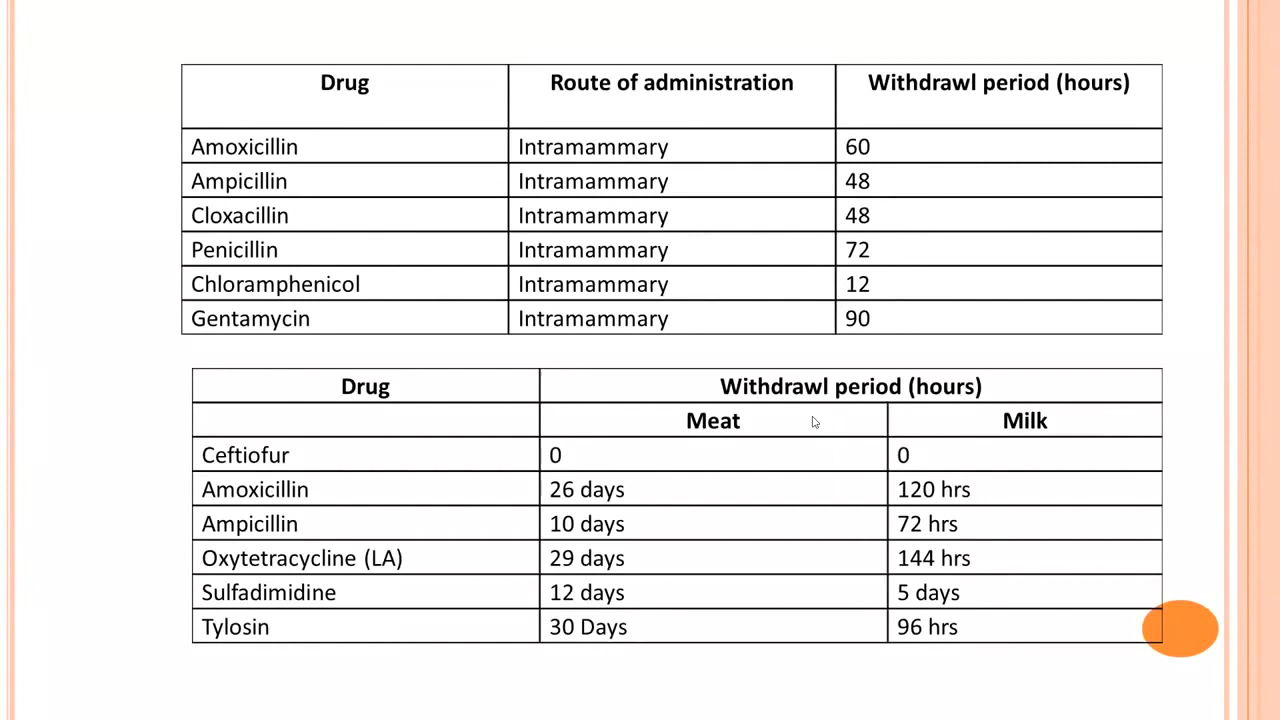 Drug Route of administration Withdrawl period (hours)
Amoxicillin Intramammary 60
Ampicillin Intramammary 48
Cloxacillin Intramammary 48
Penicillin Intramammary 72
Chloramphenicol Intramammary 12
Gentamycin Intramammary 90
Drug Withdrawl period (hours)
Meat Milk
Ceftiofur 0 0
Amoxicillin 26 days 120 hrs
Ampicillin 10 days 72 hrs
Oxytetracycline (LA) 29 days 144 hrs
Sulfadimidine 12 days 5 days
Tylosin 30 Days 96 hrs